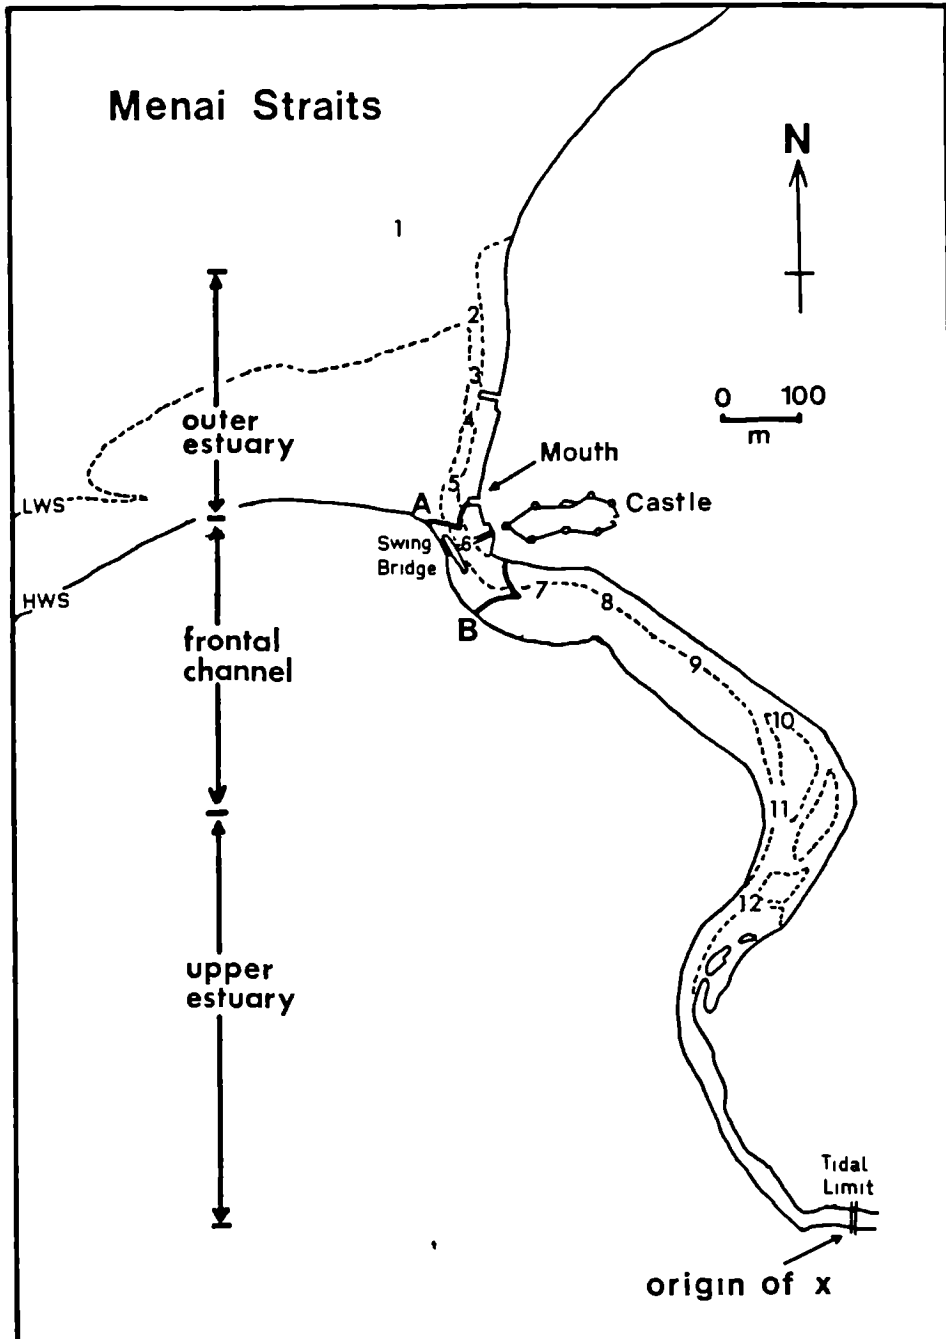 Menai Straits
N
1
2
0 100
m
3
outer
estuary
4
Mouth
5
A
Castle
LWS
6
Swing
Bridge
7
8
HWS
B
frontal
channel
9
10
11
12
upper
estuary
Tidal
Limit
origin of x